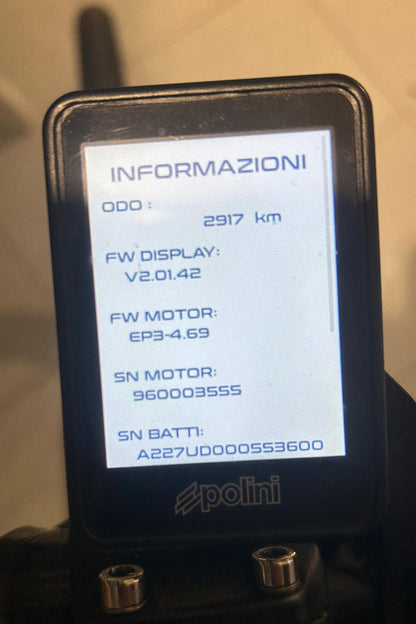 INFORMAZIONI
ODO :
2917 km
FW DISPLAY:
V2.01.42
FW MOTOR:
EP3-4.69
SN MOTOR:
960003555
SN BATT1:
A227UD000553600
polini